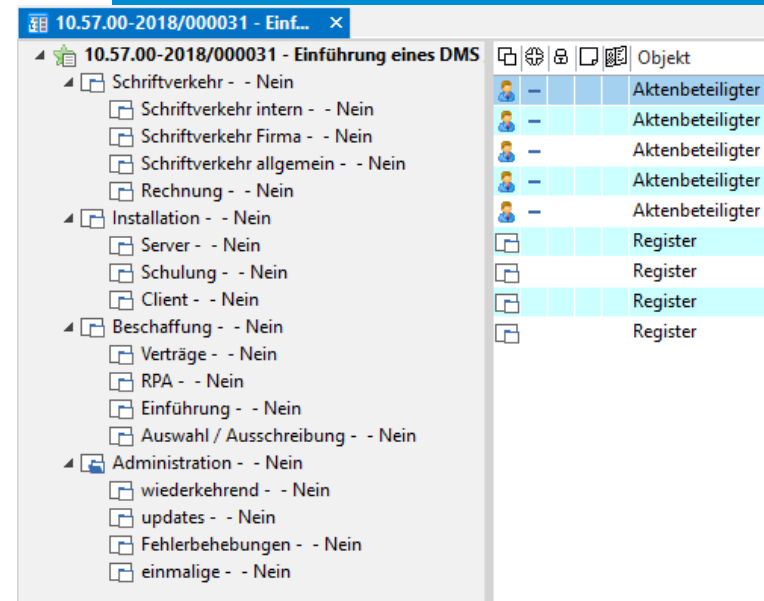 10.57.00-2018/000031 - Einf... ×
10.57.00-2018/000031 - Einführung eines DMS
Schriftverkehr - - Nein
Schriftverkehr intern - - Nein
Schriftverkehr Firma - - Nein
Schriftverkehr allgemein - - Nein
Rechnung - - Nein
Installation - - Nein
Server - - Nein
Schulung - - Nein
Client - - Nein
Beschaffung - - Nein
Verträge - - Nein
RPA - - Nein
Einführung - - Nein
Auswahl / Ausschreibung - - Nein
Administration - - Nein
wiederkehrend - - Nein
updates - - Nein
Fehlerbehebungen - - Nein
einmalige - - Nein
Objekt
Aktenbeteiligter
Aktenbeteiligter
Aktenbeteiligter
Aktenbeteiligter
Aktenbeteiligter
Register
Register
Register
Register